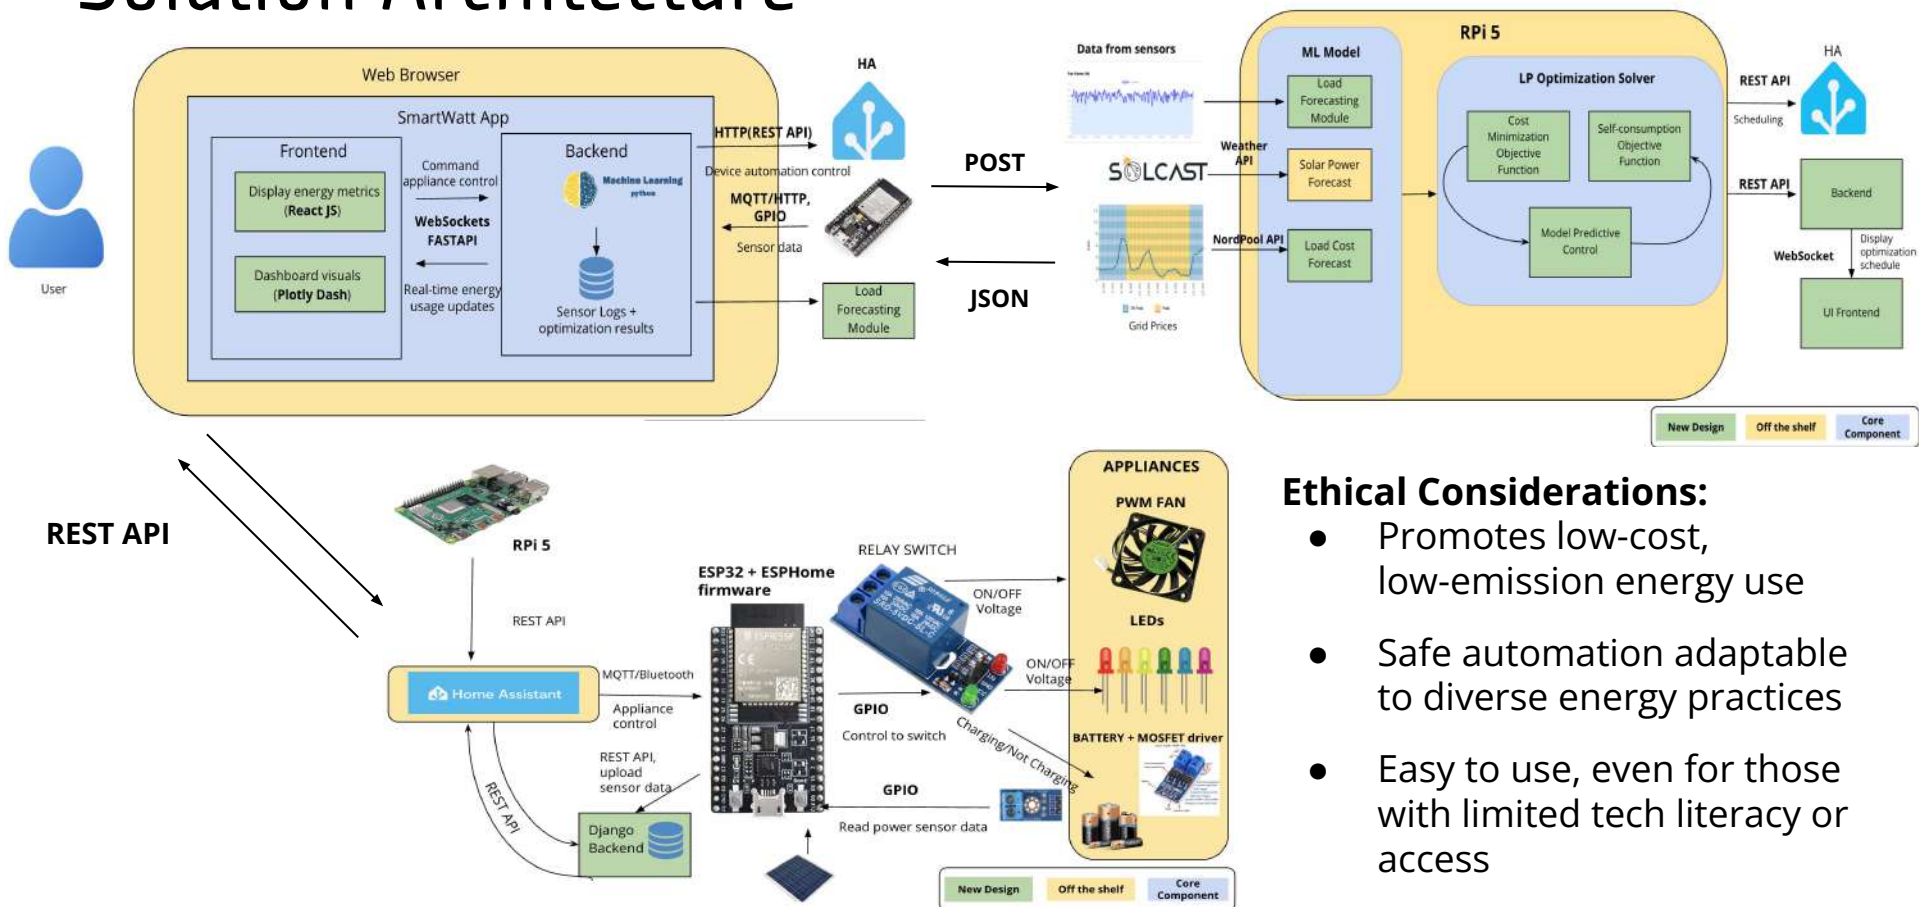 Solution Architecture
Web Browser
SmartWatt App
Frontend
Display energy metrics
(React JS)
Dashboard visuals
(Plotly Dash)
User
Command
appliance control
WebSockets
FASTAPI
Real-time energy
usage updates
Backend
Machine Learning
python
Sensor Logs +
optimization results
HA
HTTP(REST API)
Device automation control
MQTT/HTTP,
GPIO
Sensor data
Load
Forecasting
Module
POST
JSON
Data from sensors
SOLCAST
Grid Prices
Weather
API
NordPool API
RPi 5
ML Model
Load
Forecasting
Module
Solar Power
Forecast
Load Cost
Forecast
LP Optimization Solver
Cost
Minimization
Objective
Function
Self-consumption
Objective
Function
Model Predictive
Control
REST API
Scheduling
HA
REST API
Backend
WebSocket
Display
optimization
schedule
UI Frontend
New Design
Off the shelf
Core
Component
REST API
RPi 5
REST API
Home Assistant
MQTT/Bluetooth
Appliance
control
REST API,
upload
sensor data
REST API
Django
Backend
ESP32 + ESPHome
firmware
RELAY SWITCH
ON/OFF
Voltage
ON/OFF
Voltage
GPIO
Control to switch
Charging/Not Charging
GPIO
Read power sensor data
APPLIANCES
PWM FAN
LEDs
BATTERY + MOSFET driver
New Design
Off the shelf
Core
Component
Ethical Considerations:
● Promotes low-cost,
low-emission energy use
● Safe automation adaptable
to diverse energy practices
● Easy to use, even for those
with limited tech literacy or
access